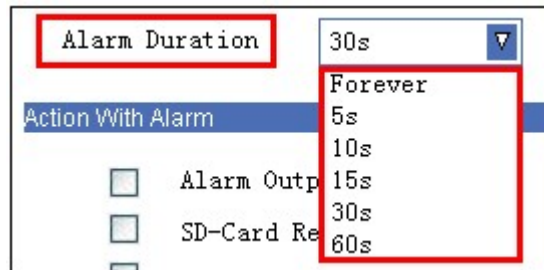 Alarm Duration 30s
Forever
Action With Alarm 5s
10s
Alarm Outp 15s
30s
SD-Card Re
60s